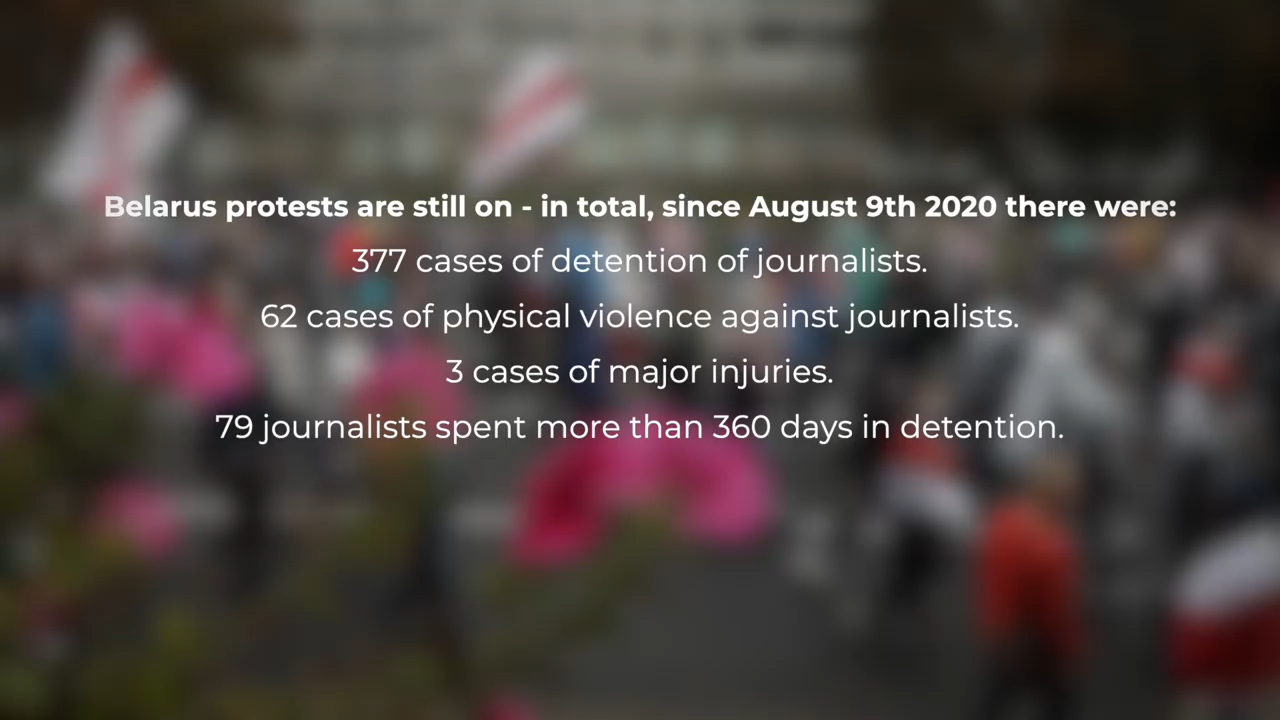 Belarus protests are still on - in total, since August 9th 2020 there were:
377 cases of detention of journalists.
62 cases of physical violence against journalists.
3 cases of major injuries.
79 journalists spent more than 360 days in detention.